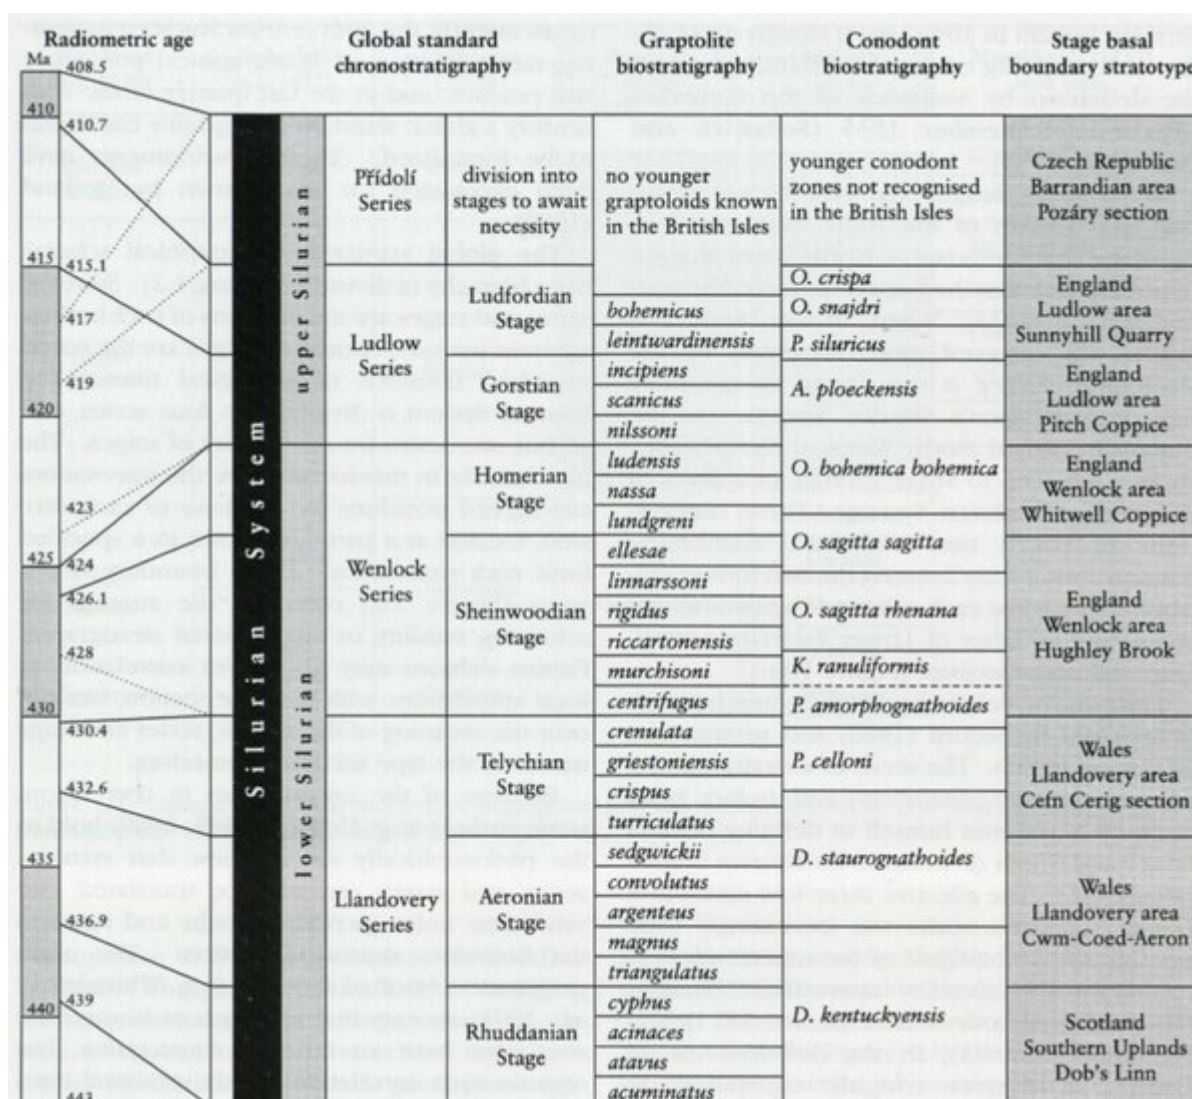 Radiometric age
Global standard
chronostratigraphy
Graptolite
biostratigraphy
Conodont
biostratigraphy
Stage basal
boundary stratotype
Ma
408.5
410
410.7
415
415.1
417
419
420
423
425
424
426.1
428
430
430.4
432.6
435
436.9
439
440
443
Silurian System
upper Silurian
lower Silurian
Přídolí
Series
division into
stages to await
necessity
Ludlow
Series
Ludfordian
Stage
Gorstian
Stage
Wenlock
Series
Homerian
Stage
Sheinwoodian
Stage
Llandovery
Series
Telychian
Stage
Aeronian
Stage
Rhuddanian
Stage
no younger
graptoloids known
in the British Isles
bohemicus
leintwardinensis
incipiens
scanicus
nilssoni
ludensis
nassa
lundgreni
ellesae
linnarssoni
rigidus
riccartonensis
murchisoni
centrifugus
crenulata
griestoniensis
crispus
turriculatus
sedgwickii
convolutus
argenteus
magnus
triangulatus
cyphus
acinaces
atavus
acuminatus
younger conodont
zones not recognised
in the British Isles
O. crispa
O. snajdri
P. siluricus
A. ploeckensis
O. bohemica bohemica
O. sagitta sagitta
O. sagitta rhenana
K. ranuliformis
P. amorphognathoides
P. celloni
D. staurognathoides
D. kentuckyensis
Czech Republic
Barrandian area
Pozáry section
England
Ludlow area
Sunnyhill Quarry
England
Ludlow area
Pitch Coppice
England
Wenlock area
Whitwell Coppice
England
Wenlock area
Hughley Brook
Wales
Llandovery area
Cefn Cerig section
Wales
Llandovery area
Cwm-Coed-Aeron
Scotland
Southern Uplands
Dob's Linn